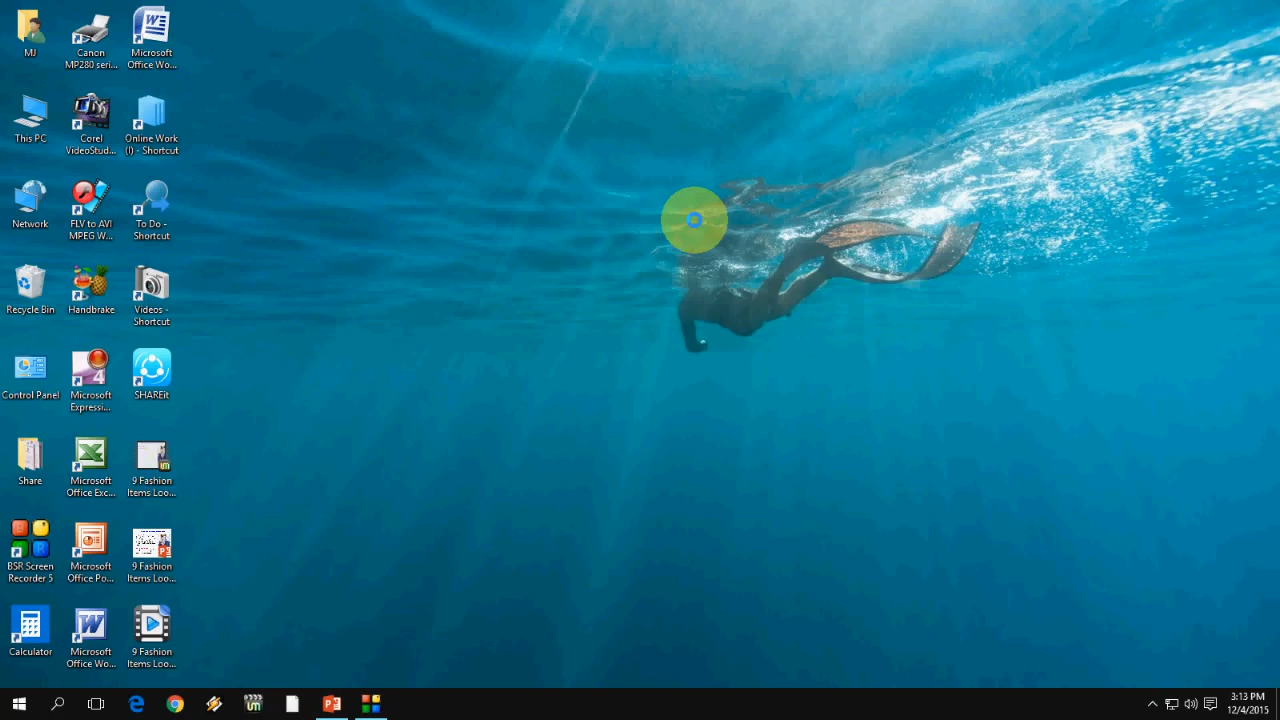 MJ
Canon
MP280 seri...
Microsoft
Office Wo...
This PC
Corel
VideoStud...
Online Work
(I) - Shortcut
Network
FLV to AVI
MPEG W...
To Do -
Shortcut
Recycle Bin
Handbrake
Videos -
Shortcut
Control Panel
Microsoft
Expressi...
SHAREit
Share
Microsoft
Office Exc...
9 Fashion
Items Loo...
BSR Screen
Recorder 5
Microsoft
Office Po...
9 Fashion
Items Loo...
Calculator
Microsoft
Office Wo...
9 Fashion
Items Loo...
3:13 PM
12/4/2015